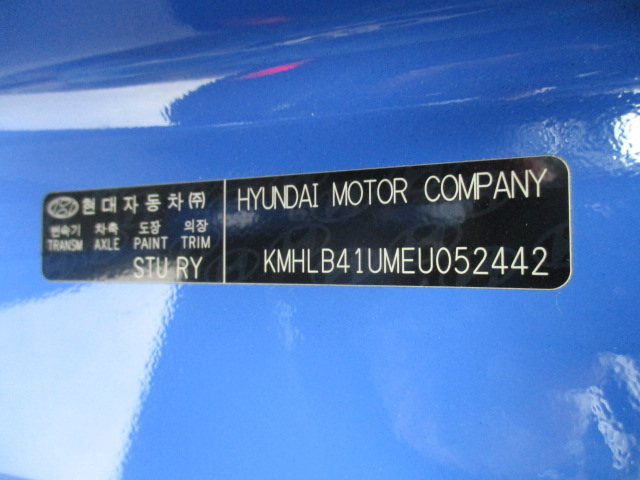 현대자동차㈜
변속기 차축 도장 의장
TRANSM AXLE PAINT TRIM
STU RY
HYUNDAI MOTOR COMPANY
KMHLB41UMEU052442